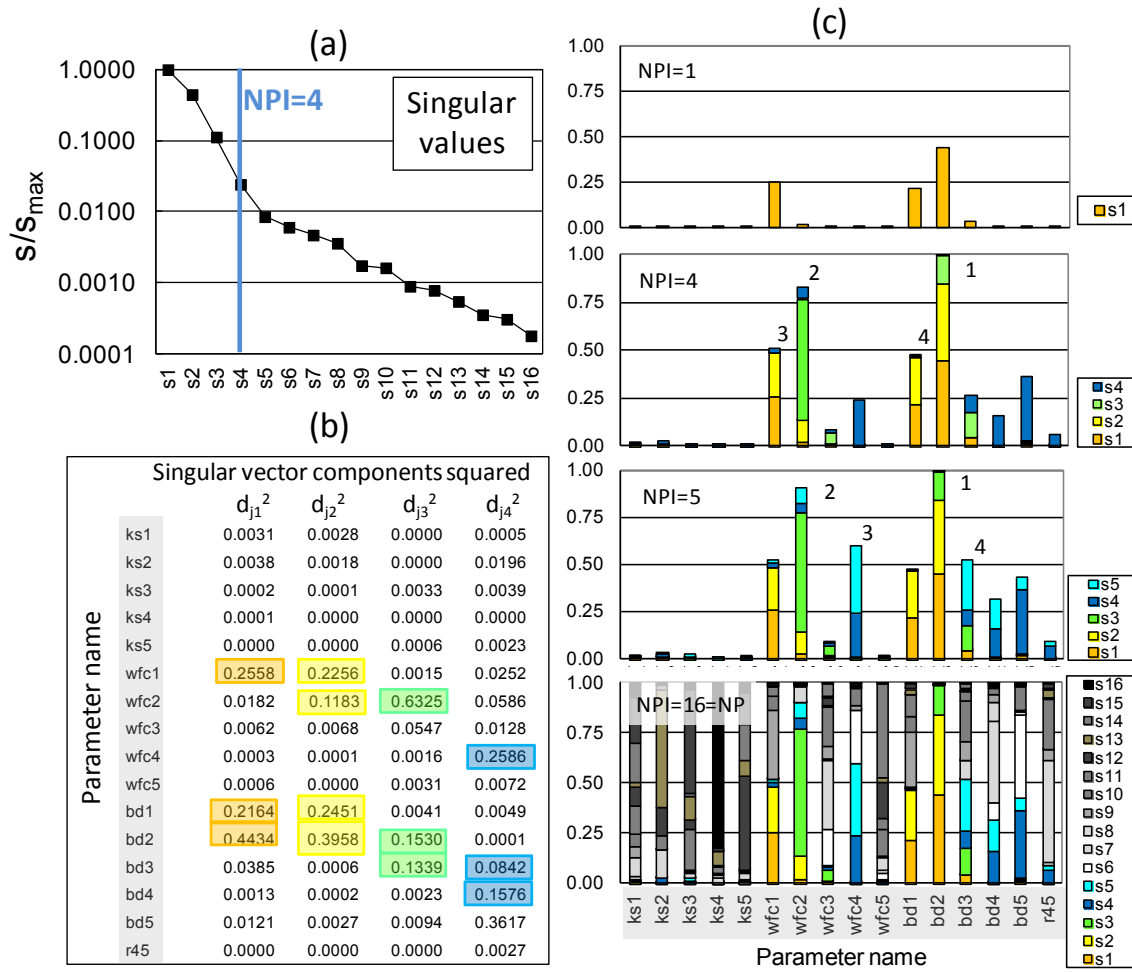 (a)
1.0000
0.1000
0.0100
0.0010
0.0001
s/s_max
NPI=4
Singular
values
s1 s2 s3 s4 s5 s6 s7 s8 s9 s10 s11 s12 s13 s14 s15 s16
(b)
Singular vector components squared
d_j1^2 d_j2^2 d_j3^2 d_j4^2
Parameter name
ks1 0.0031 0.0028 0.0000 0.0005
ks2 0.0038 0.0018 0.0000 0.0196
ks3 0.0002 0.0001 0.0033 0.0039
ks4 0.0001 0.0000 0.0000 0.0000
ks5 0.0000 0.0000 0.0006 0.0023
wfc1 0.2558 0.2256 0.0015 0.0252
wfc2 0.0182 0.1183 0.6325 0.0586
wfc3 0.0062 0.0068 0.0547 0.0128
wfc4 0.0003 0.0001 0.0016 0.2586
wfc5 0.0006 0.0000 0.0031 0.0072
bd1 0.2164 0.2451 0.0041 0.0049
bd2 0.4434 0.3958 0.1530 0.0001
bd3 0.0385 0.0006 0.1339 0.0842
bd4 0.0013 0.0002 0.0023 0.1576
bd5 0.0121 0.0027 0.0094 0.3617
r45 0.0000 0.0000 0.0000 0.0027
(c)
1.00
0.75
0.50
0.25
0.00
NPI=1
s1
1.00
0.75
0.50
0.25
0.00
NPI=4
3 2 4 1
s4
s3
s2
s1
1.00
0.75
0.50
0.25
0.00
NPI=5
2 3 1 4
s5
s4
s3
s2
s1
1.00
0.75
0.50
0.25
0.00
NPI=16=NP
s16
s15
s14
s13
s12
s11
s10
s9
s8
s7
s6
s5
s4
s3
s2
s1
ks1 ks2 ks3 ks4 ks5 wfc1 wfc2 wfc3 wfc4 wfc5 bd1 bd2 bd3 bd4 bd5 r45
Parameter name